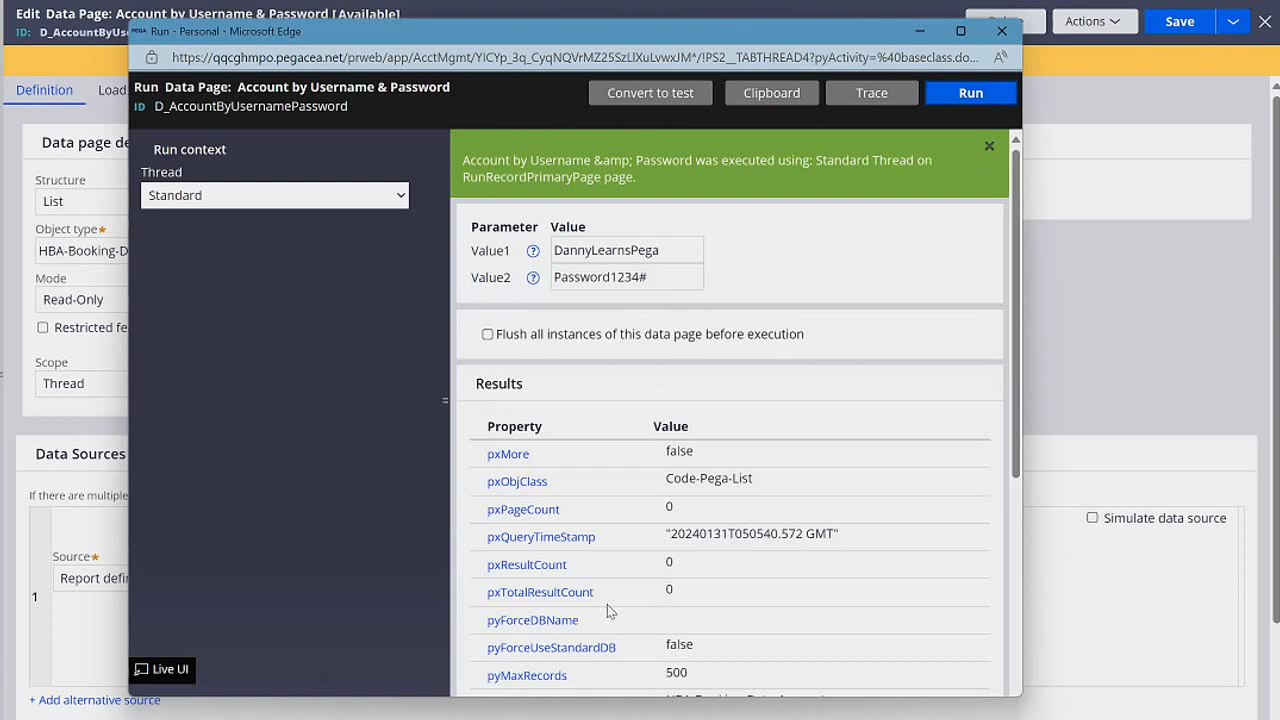 Edit Data Page: Account by Username & Password [Available]
ID: D_AccountByUse
Actions
Save
Run - Personal - Microsoft Edge
https://qqcghmpo.pegacea.net/prweb/app/AcctMgmt/YlCYp_3q_CyqNQVrMZ25SzLlXuLvwxJM*/!PS2__TABTHREAD4?pyActivity=%40baseclass.do...
Run Data Page: Account by Username & Password
ID D_AccountByUsernamePassword
Convert to test
Clipboard
Trace
Run
Definition
Load
Data page de
Structure
List
Object type*
HBA-Booking-D
Mode
Read-Only
Restricted fe
Scope
Thread
Data Sources
If there are multiple
Source*
Report defin
1
+ Add alternative source
Simulate data source
Run context
Thread
Standard
Live UI
Account by Username &amp; Password was executed using: Standard Thread on
RunRecordPrimaryPage page.
Parameter Value
Value1 ? DannyLearnsPega
Value2 ? Password1234#
Flush all instances of this data page before execution
Results
Property Value
pxMore false
pxObjClass Code-Pega-List
pxPageCount 0
pxQueryTimeStamp "20240131T050540.572 GMT"
pxResultCount 0
pxTotalResultCount 0
pyForceDBName
pyForceUseStandardDB false
pyMaxRecords 500